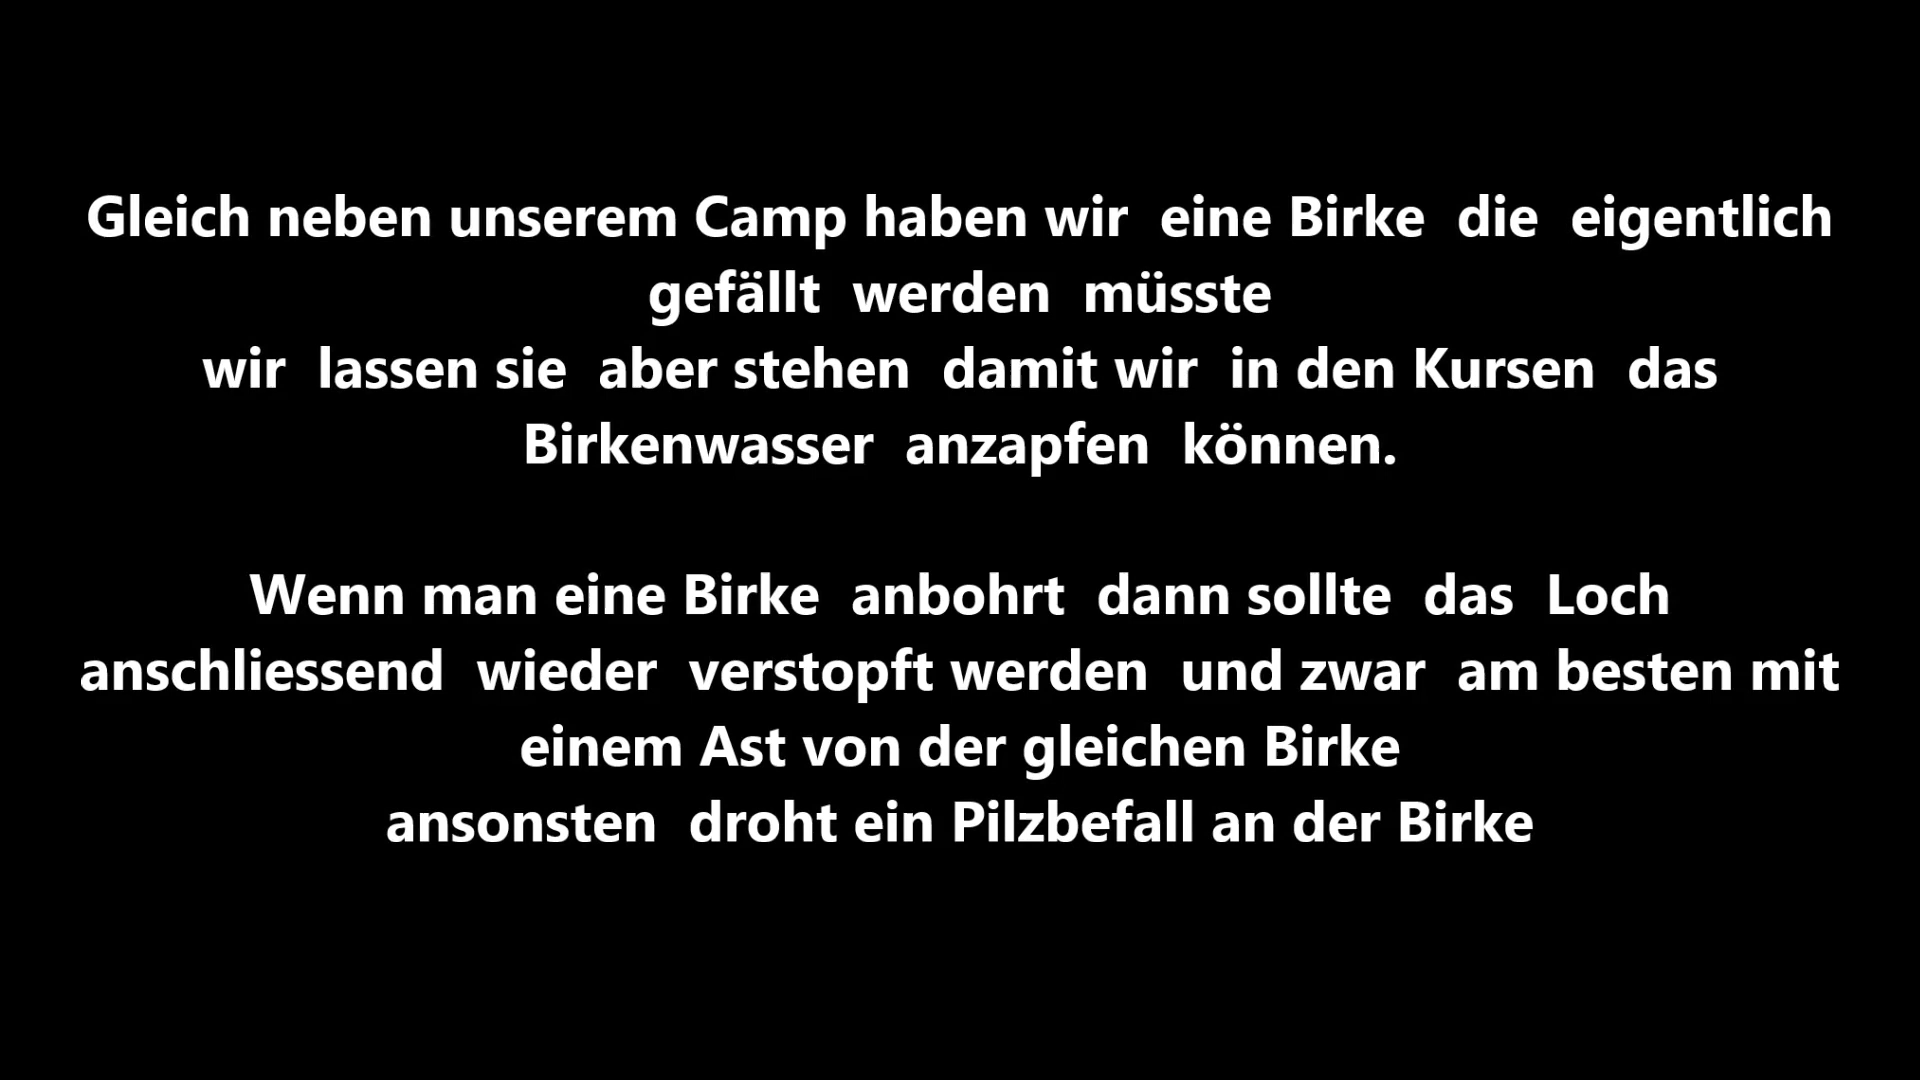 Gleich neben unserem Camp haben wir  eine Birke  die  eigentlich
gefällt  werden  müsste
wir  lassen sie  aber stehen  damit wir  in den Kursen  das
Birkenwasser  anzapfen  können.
Wenn man eine Birke  anbohrt  dann sollte  das  Loch
anschliessend  wieder  verstopft werden  und zwar  am besten mit
einem Ast von der gleichen Birke
ansonsten  droht ein Pilzbefall an der Birke